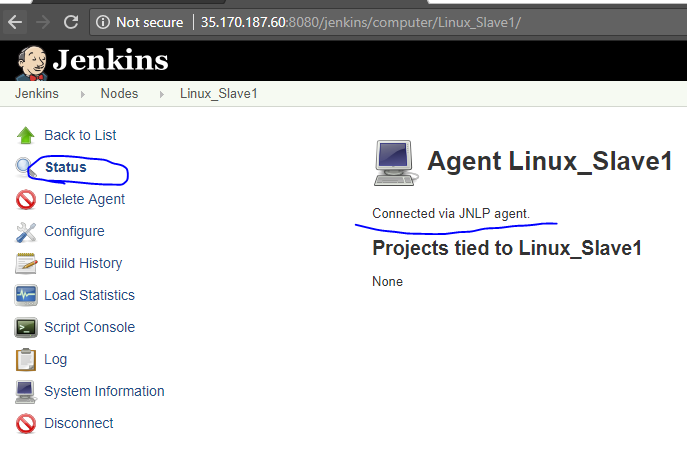 Not secure | 35.170.187.60:8080/jenkins/computer/Linux_Slave1/
Jenkins
Jenkins Nodes Linux_Slave1
Back to List
Status
Delete Agent
Configure
Build History
Load Statistics
Script Console
Log
System Information
Disconnect
Agent Linux_Slave1
Connected via JNLP agent.
Projects tied to Linux_Slave1
None